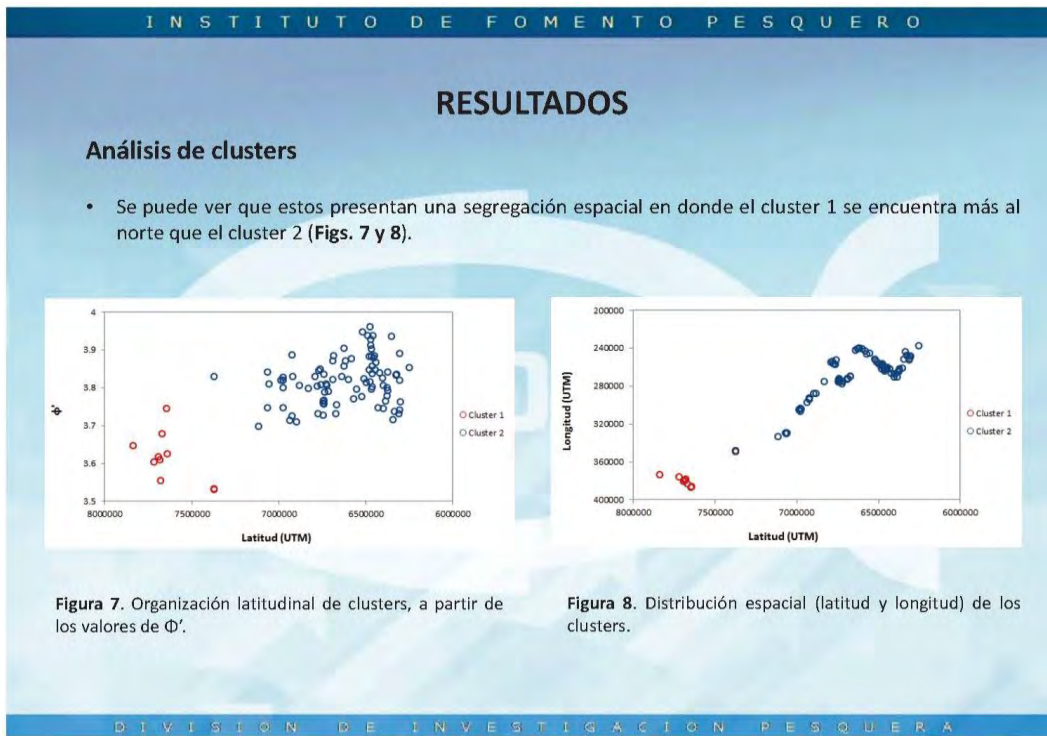 INSTITUTO DE FOMENTO PESQUERO
RESULTADOS
Análisis de clusters
• Se puede ver que estos presentan una segregación espacial en donde el cluster 1 se encuentra más al
norte que el cluster 2 (Figs. 7 y 8).
4
3.9
3.8
3.7
3.6
3.5
Φ'
8000000 7500000 7000000 6500000 6000000
Latitud (UTM)
Cluster 1
Cluster 2
200000
240000
280000
320000
360000
400000
Longitud (UTM)
8000000 7500000 7000000 6500000 6000000
Latitud (UTM)
Cluster 1
Cluster 2
Figura 7. Organización latitudinal de clusters, a partir de
los valores de Φ'.
Figura 8. Distribución espacial (latitud y longitud) de los
clusters.
DIVISION DE INVESTIGACION PESQUERA